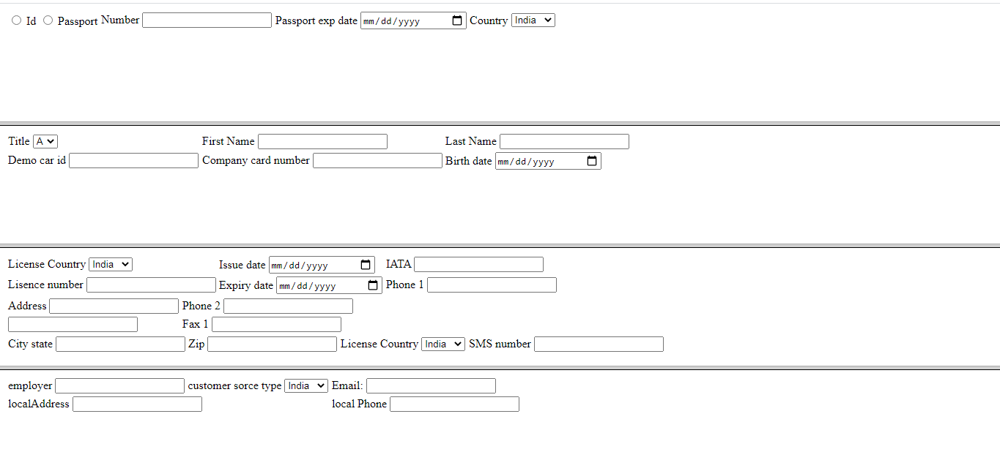 Id Passport Number Passport exp date mm/dd/yyyy Country India
Title A First Name Last Name
Demo car id Company card number Birth date mm/dd/yyyy
License Country India Issue date mm/dd/yyyy IATA
Lisence number Expiry date mm/dd/yyyy Phone 1
Address Phone 2
Fax 1
City state Zip License Country India SMS number
employer customer sorce type India Email:
localAddress local Phone